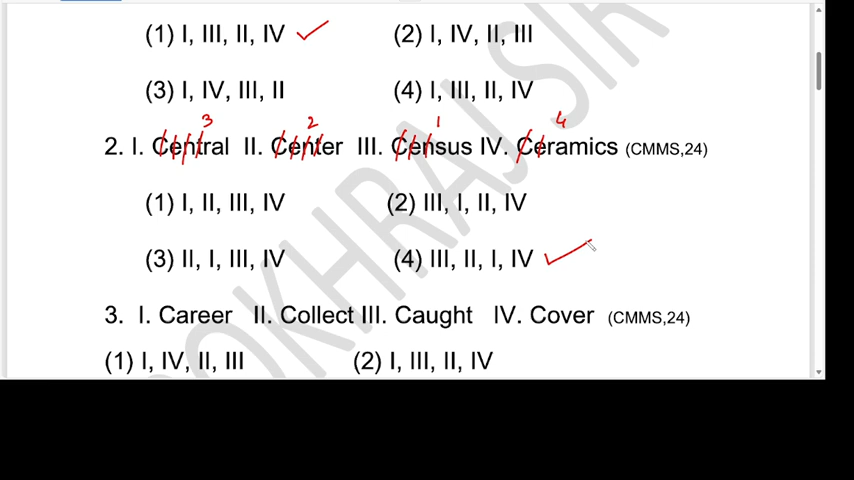 (1) I, III, II, IV (2) I, IV, II, III
(3) I, IV, III, II (4) I, III, II, IV
3 2 1 4
2. I. Central II. Center III. Census IV. Ceramics (CMMS,24)
(1) I, II, III, IV (2) III, I, II, IV
(3) II, I, III, IV (4) III, II, I, IV
3. I. Career II. Collect III. Caught IV. Cover (CMMS,24)
(1) I, IV, II, III (2) I, III, II, IV
POKHRAJ SIR